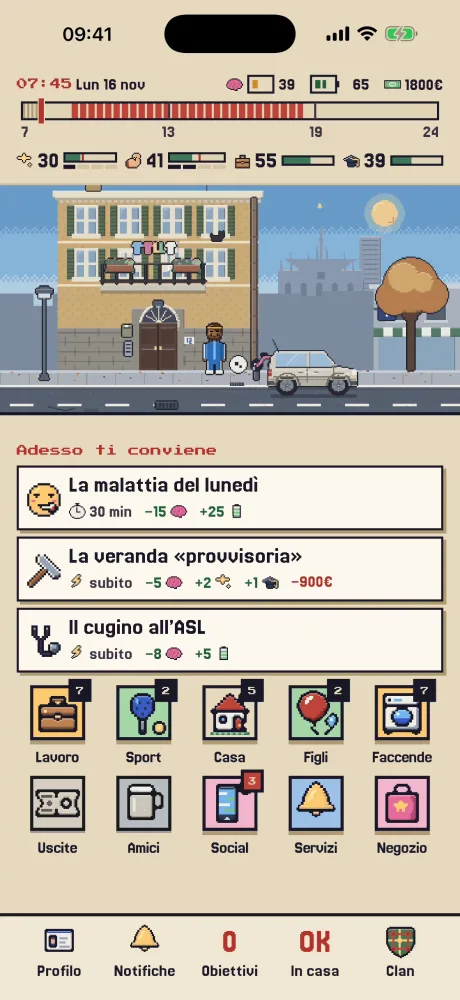 09:41
07:45 Lun 16 nov 39 65 1800€
7 13 19 24
30 41 55 39
12
Adesso ti conviene
La malattia del lunedì
30 min -15 +25
La veranda «provvisoria»
subito -5 +2 +1 -900€
Il cugino all'ASL
subito -8 +5
7 2 5 2 7
Lavoro Sport Casa Figli Faccende
3
Uscite Amici Social Servizi Negozio
0 OK
Profilo Notifiche Obiettivi In casa Clan